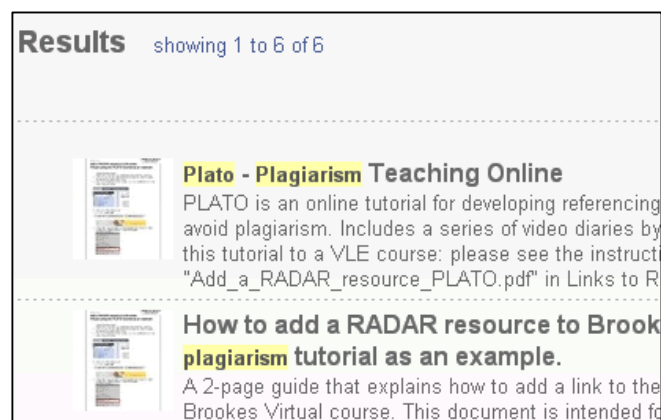 Results showing 1 to 6 of 6
Plato - Plagiarism Teaching Online
PLATO is an online tutorial for developing referencing
avoid plagiarism. Includes a series of video diaries by
this tutorial to a VLE course: please see the instructi
"Add_a_RADAR_resource_PLATO.pdf" in Links to R
How to add a RADAR resource to Brook
plagiarism tutorial as an example.
A 2-page guide that explains how to add a link to the
Brookes Virtual course. This document is intended fo